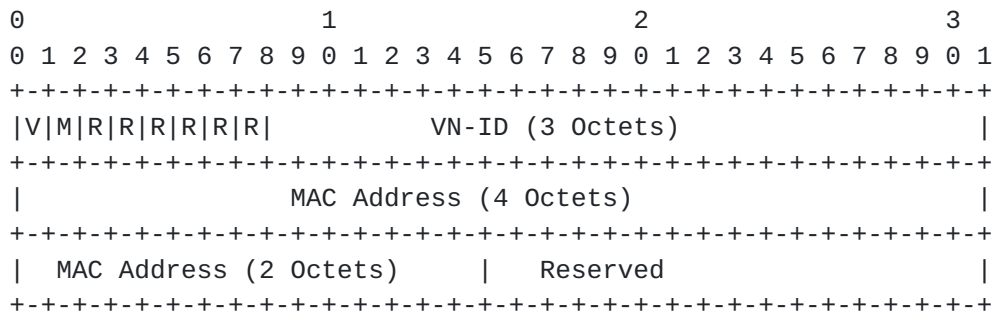 0                   1                   2                   3
0 1 2 3 4 5 6 7 8 9 0 1 2 3 4 5 6 7 8 9 0 1 2 3 4 5 6 7 8 9 0 1
+-+-+-+-+-+-+-+-+-+-+-+-+-+-+-+-+-+-+-+-+-+-+-+-+-+-+-+-+-+-+-+
|V|M|R|R|R|R|R|R|          VN-ID (3 Octets)                   |
+-+-+-+-+-+-+-+-+-+-+-+-+-+-+-+-+-+-+-+-+-+-+-+-+-+-+-+-+-+-+-+
|                 MAC Address (4 Octets)                      |
+-+-+-+-+-+-+-+-+-+-+-+-+-+-+-+-+-+-+-+-+-+-+-+-+-+-+-+-+-+-+-+
|  MAC Address (2 Octets)     |   Reserved                    |
+-+-+-+-+-+-+-+-+-+-+-+-+-+-+-+-+-+-+-+-+-+-+-+-+-+-+-+-+-+-+-+